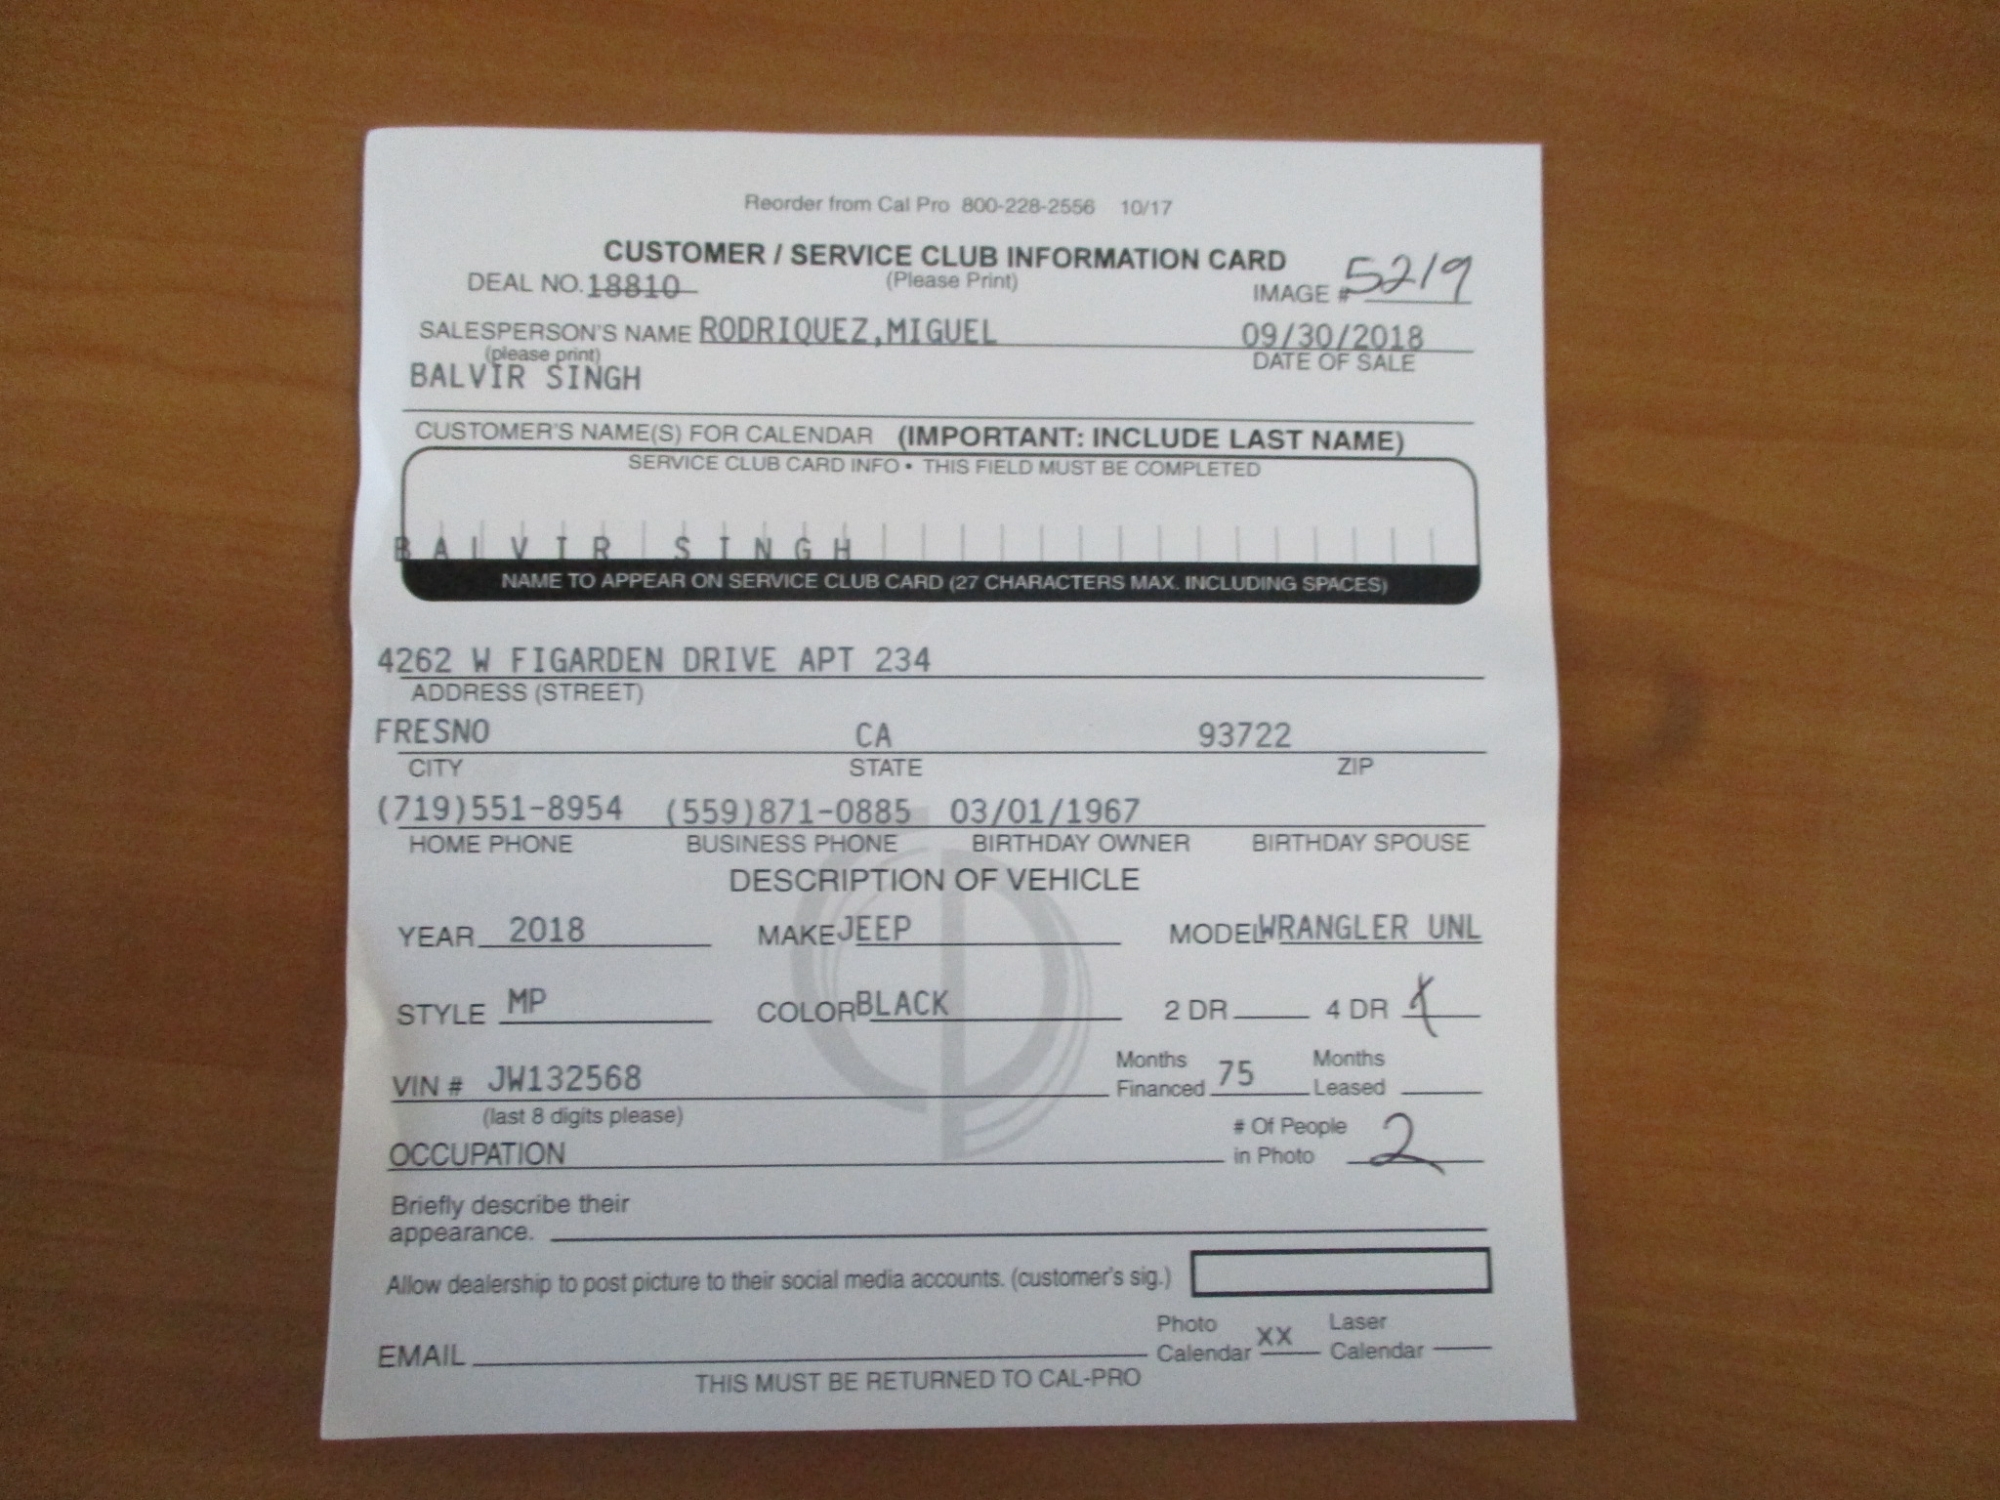 Reorder from Cal Pro 800-228-2556 10/17
CUSTOMER / SERVICE CLUB INFORMATION CARD
DEAL NO. 18810 (Please Print) IMAGE # 5219
SALESPERSON'S NAME RODRIQUEZ,MIGUEL 09/30/2018
(please print) DATE OF SALE
BALVIR SINGH
CUSTOMER'S NAME(S) FOR CALENDAR (IMPORTANT: INCLUDE LAST NAME)
SERVICE CLUB CARD INFO • THIS FIELD MUST BE COMPLETED
BALVIR SINGH
NAME TO APPEAR ON SERVICE CLUB CARD (27 CHARACTERS MAX. INCLUDING SPACES)
4262 W FIGARDEN DRIVE APT 234
ADDRESS (STREET)
FRESNO CA 93722
CITY STATE ZIP
(719)551-8954 (559)871-0885 03/01/1967
HOME PHONE BUSINESS PHONE BIRTHDAY OWNER BIRTHDAY SPOUSE
DESCRIPTION OF VEHICLE
YEAR 2018 MAKE JEEP MODEL WRANGLER UNL
STYLE MP COLOR BLACK 2 DR 4 DR X
VIN # JW132568 Months Financed 75 Months Leased
(last 8 digits please)
OCCUPATION # Of People in Photo 2
Briefly describe their
appearance.
Allow dealership to post picture to their social media accounts. (customer's sig.)
EMAIL Photo Calendar XX Laser Calendar
THIS MUST BE RETURNED TO CAL-PRO